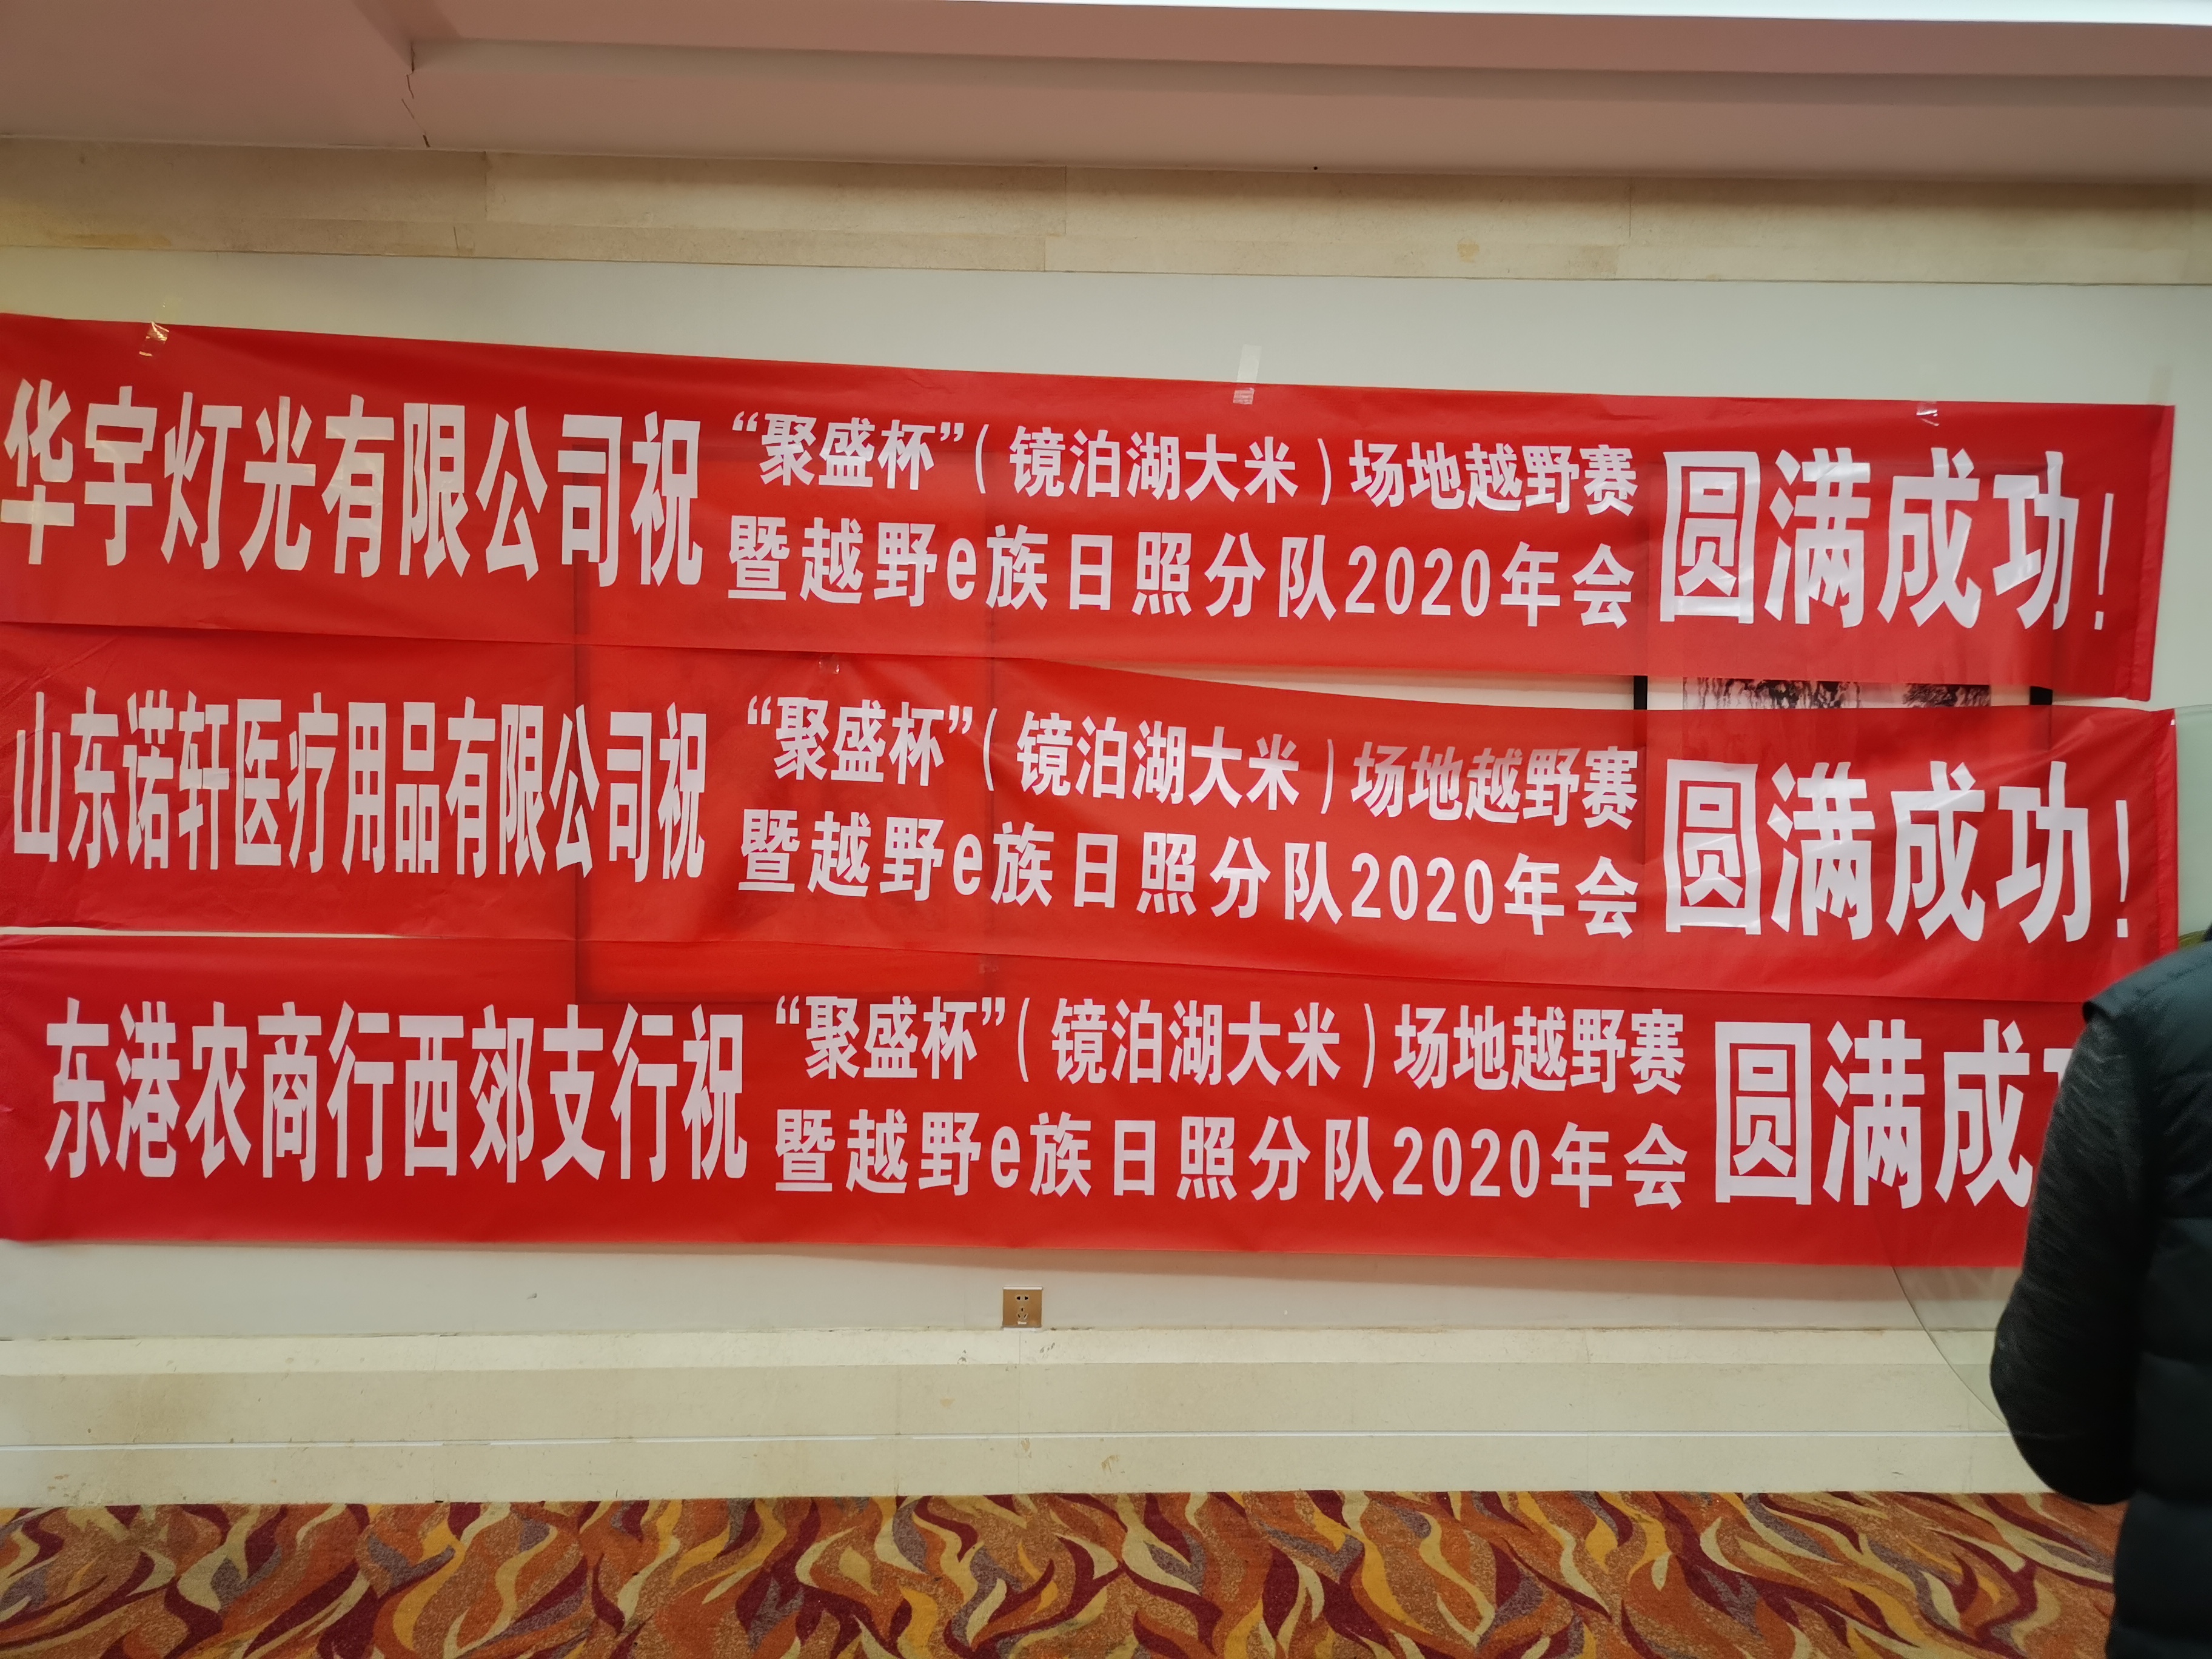 华宇灯光有限公司祝
“聚盛杯”(镜泊湖大米)场地越野赛
暨越野e族日照分队2020年会
圆满成功!
山东诺轩医疗用品有限公司祝
“聚盛杯”(镜泊湖大米)场地越野赛
暨越野e族日照分队2020年会
圆满成功!
东港农商行西郊支行祝
“聚盛杯”(镜泊湖大米)场地越野赛
暨越野e族日照分队2020年会
圆满成